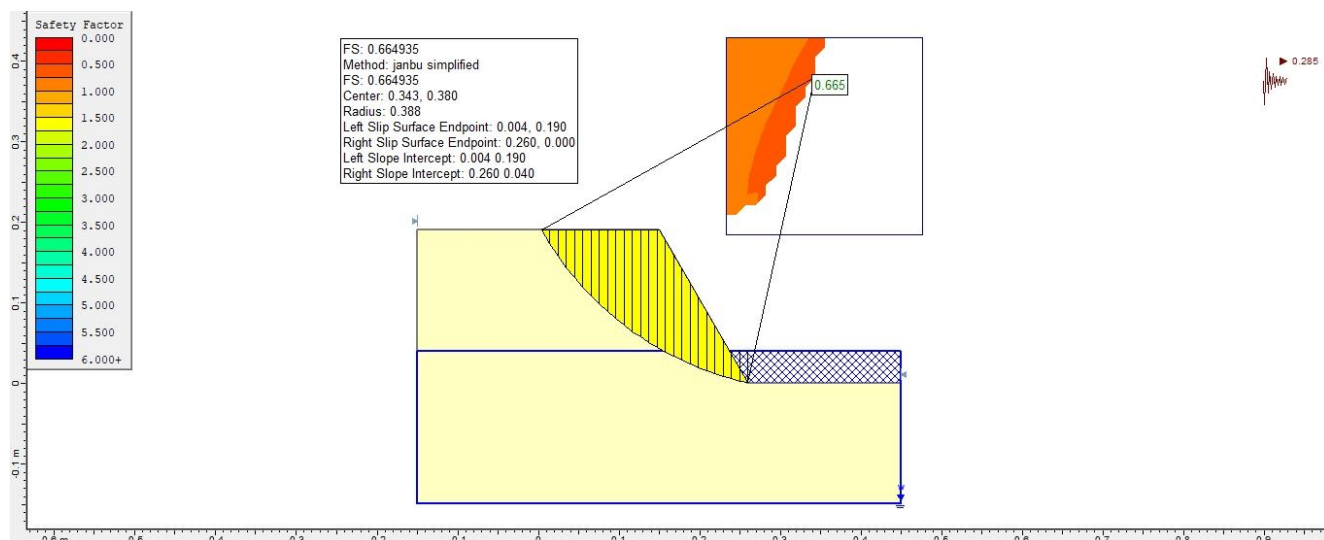 Safety Factor
0.000
0.500
1.000
1.500
2.000
2.500
3.000
3.500
4.000
4.500
5.000
5.500
6.000+
FS: 0.664935
Method: janbu simplified
FS: 0.664935
Center: 0.343, 0.380
Radius: 0.388
Left Slip Surface Endpoint: 0.004, 0.190
Right Slip Surface Endpoint: 0.260, 0.000
Left Slope Intercept: 0.004 0.190
Right Slope Intercept: 0.260 0.040
0.665
0.285
0.4
0.3
0.2
0.1
0
-0.1 m
0
0.1
0.2
0.3
0.4
0.5
0.6
0.7
0.8
0.9